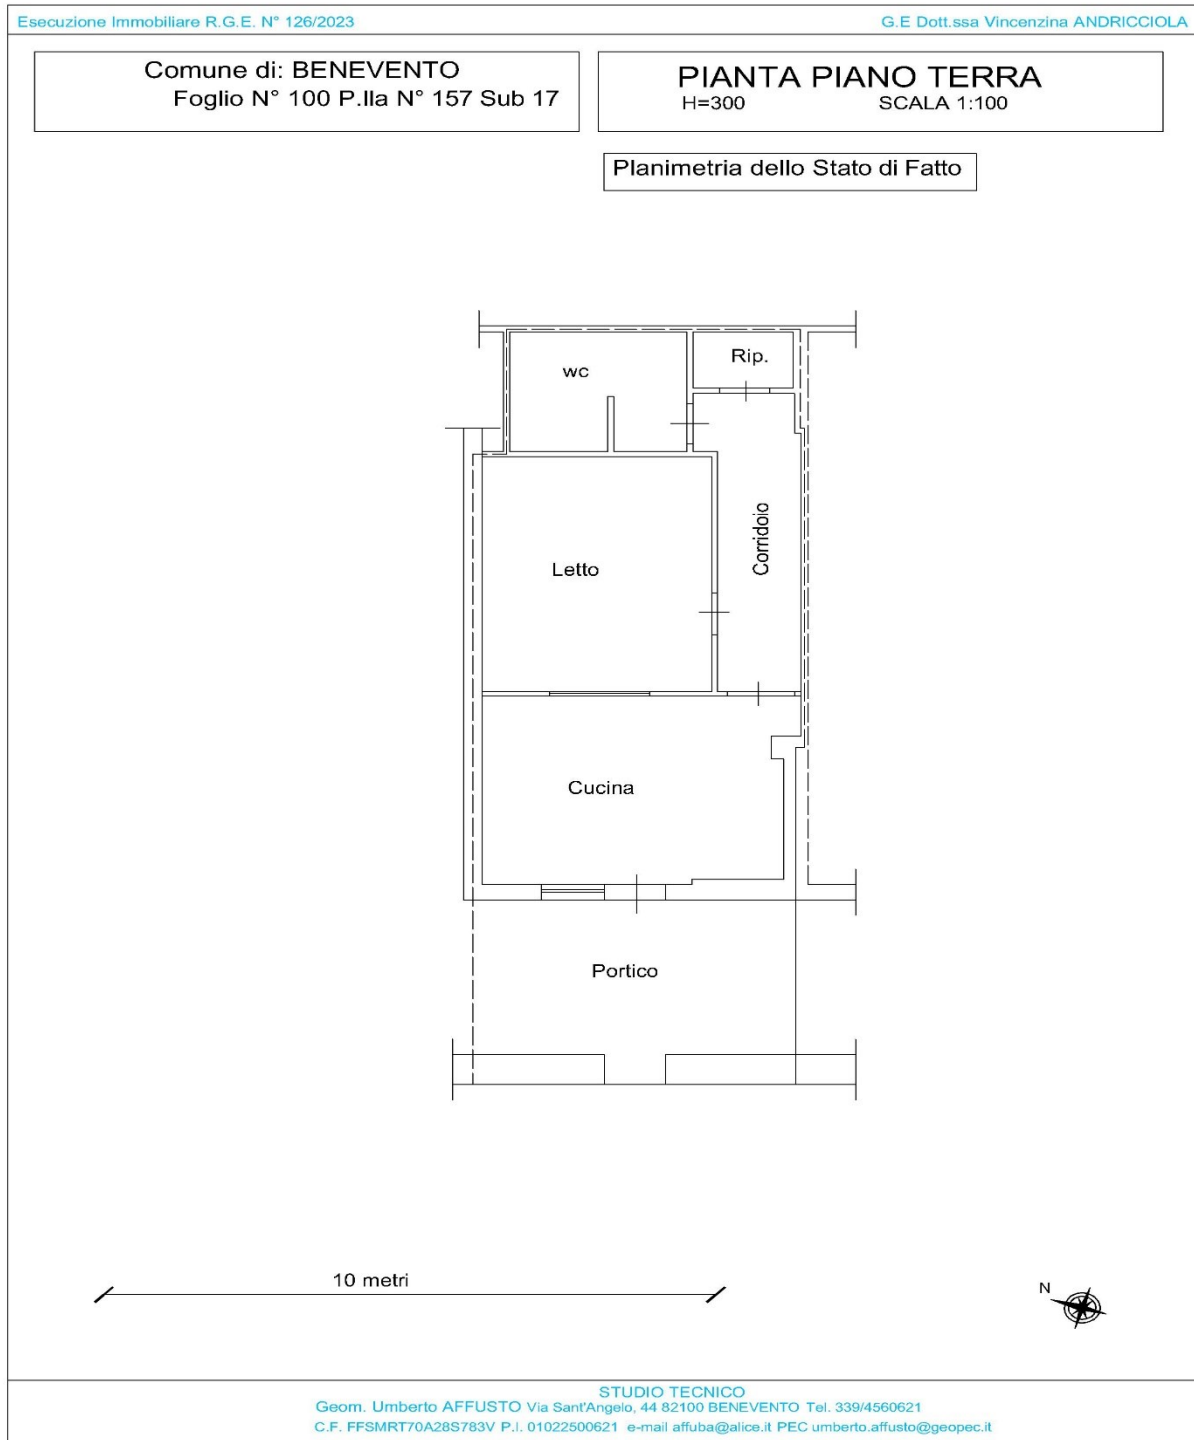 Esecuzione Immobiliare R.G.E. N° 126/2023
G.E Dott.ssa Vincenzina ANDRICCIOLA
Comune di: BENEVENTO
Foglio N° 100 P.lla N° 157 Sub 17
PIANTA PIANO TERRA
H=300 SCALA 1:100
Planimetria dello Stato di Fatto
wc
Rip.
Corridoio
Letto
Cucina
Portico
10 metri
N
STUDIO TECNICO
Geom. Umberto AFFUSTO Via Sant'Angelo, 44 82100 BENEVENTO Tel. 339/4560621
C.F. FFSMRT70A28S783V P.I. 01022500621 e-mail affuba@alice.it PEC umberto.affusto@geopec.it